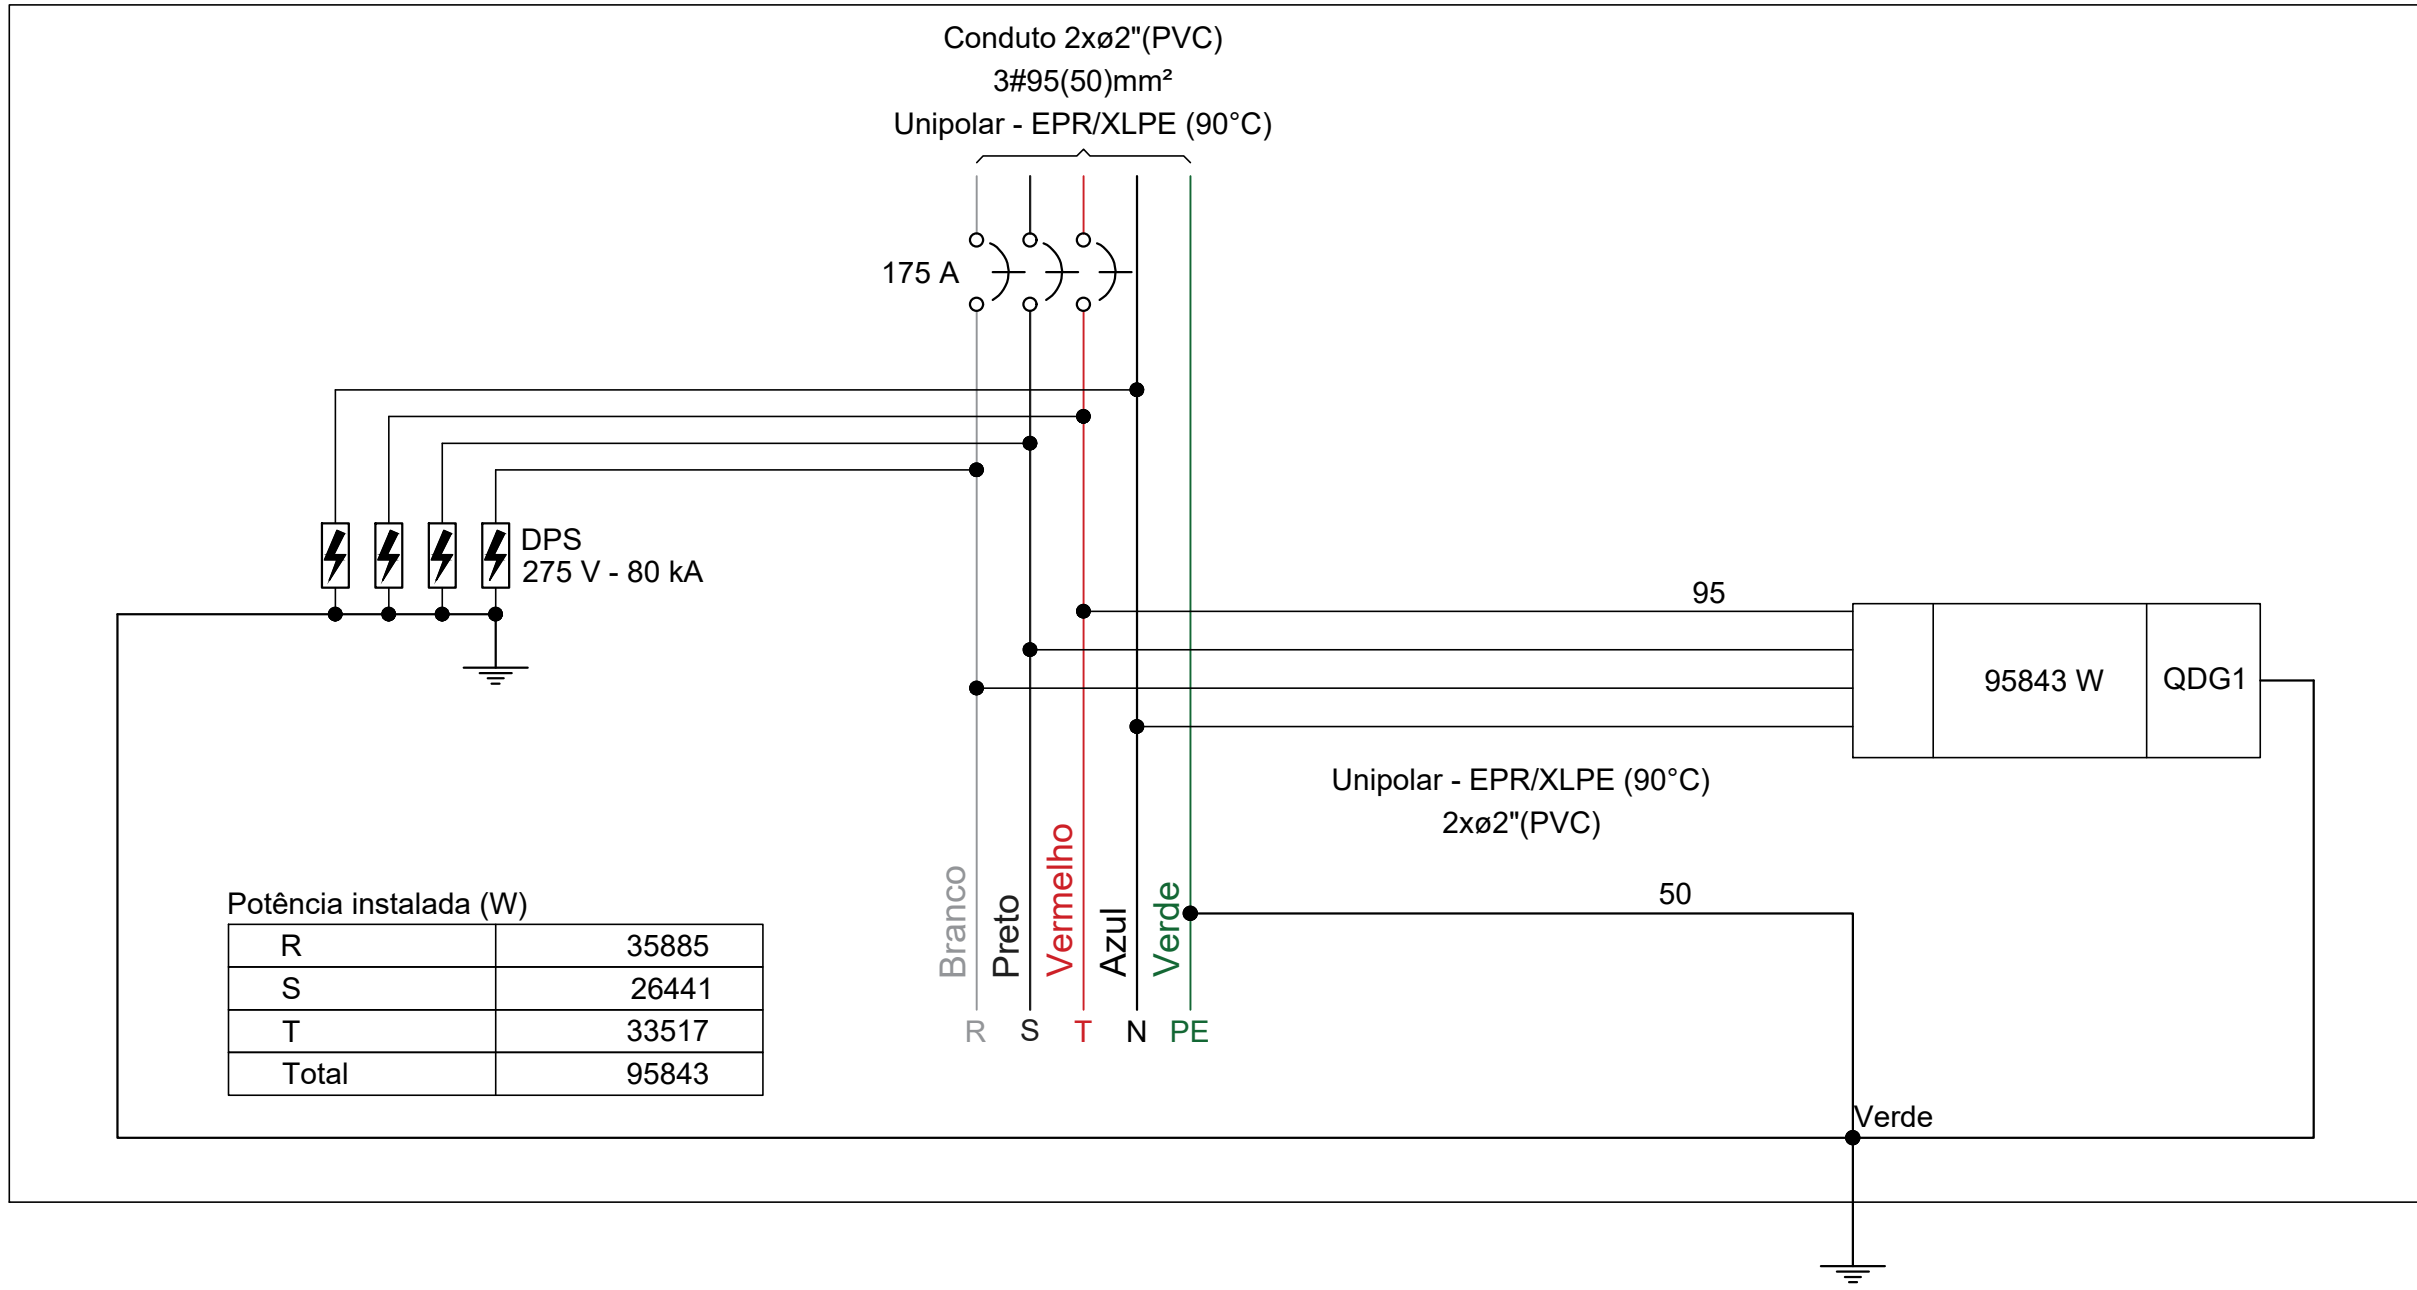 Conduto 2xø2"(PVC)
3#95(50)mm²
Unipolar - EPR/XLPE (90°C)
175 A
DPS
275 V - 80 kA
95
95843 W
QDG1
Unipolar - EPR/XLPE (90°C)
2xø2"(PVC)
50
Branco
Preto
Vermelho
Azul
Verde
R S T N PE
Potência instalada (W)
R 35885
S 26441
T 33517
Total 95843
Verde